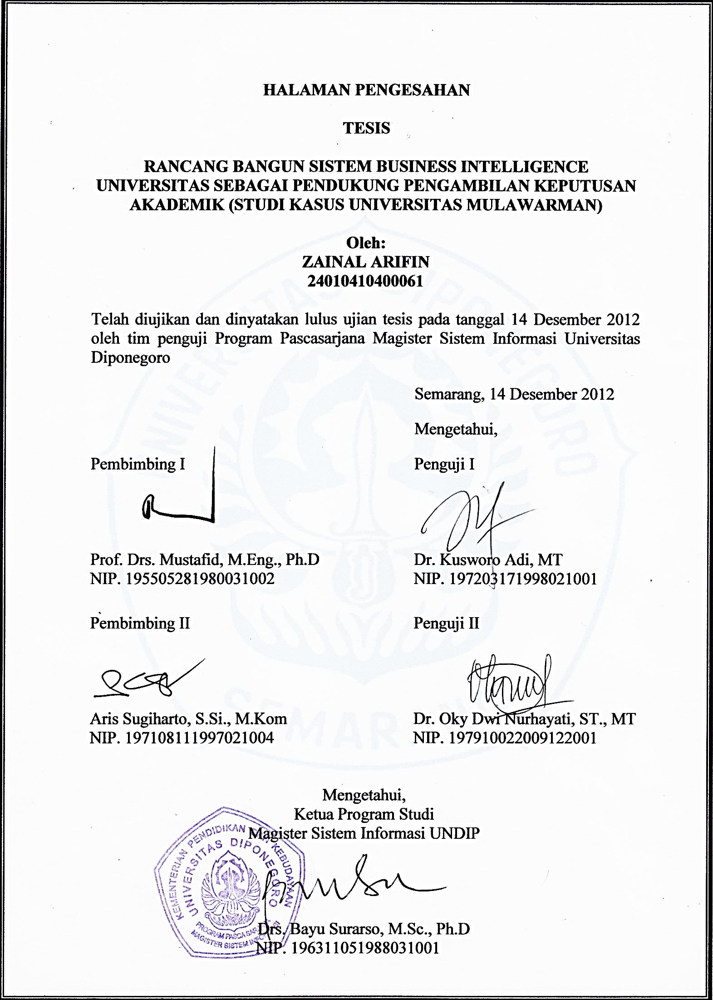 HALAMAN PENGESAHAN
TESIS
RANCANG BANGUN SISTEM BUSINESS INTELLIGENCE
UNIVERSITAS SEBAGAI PENDUKUNG PENGAMBILAN KEPUTUSAN
AKADEMIK (STUDI KASUS UNIVERSITAS MULAWARMAN)
Oleh:
ZAINAL ARIFIN
24010410400061
Telah diujikan dan dinyatakan lulus ujian tesis pada tanggal 14 Desember 2012
oleh tim penguji Program Pascasarjana Magister Sistem Informasi Universitas
Diponegoro
Semarang, 14 Desember 2012
Mengetahui,
Pembimbing I
Penguji I
Prof. Drs. Mustafid, M.Eng., Ph.D
Dr. Kusworo Adi, MT
NIP. 195505281980031002
NIP. 197203171998021001
Pembimbing II
Penguji II
Aris Sugiharto, S.Si., M.Kom
Dr. Oky Dwi Nurhayati, ST., MT
NIP. 197108111997021004
NIP. 197910022009122001
Mengetahui,
Ketua Program Studi
Magister Sistem Informasi UNDIP
KEMENTERIAN PENDIDIKAN DAN KEBUDAYAAN
UNIVERSITAS DIPONEGORO
PROGRAM PASCA
MAGISTER SISTEM
Drs. Bayu Surarso, M.Sc., Ph.D
NIP. 196311051988031001
UNIVERSITAS DIPONEGORO